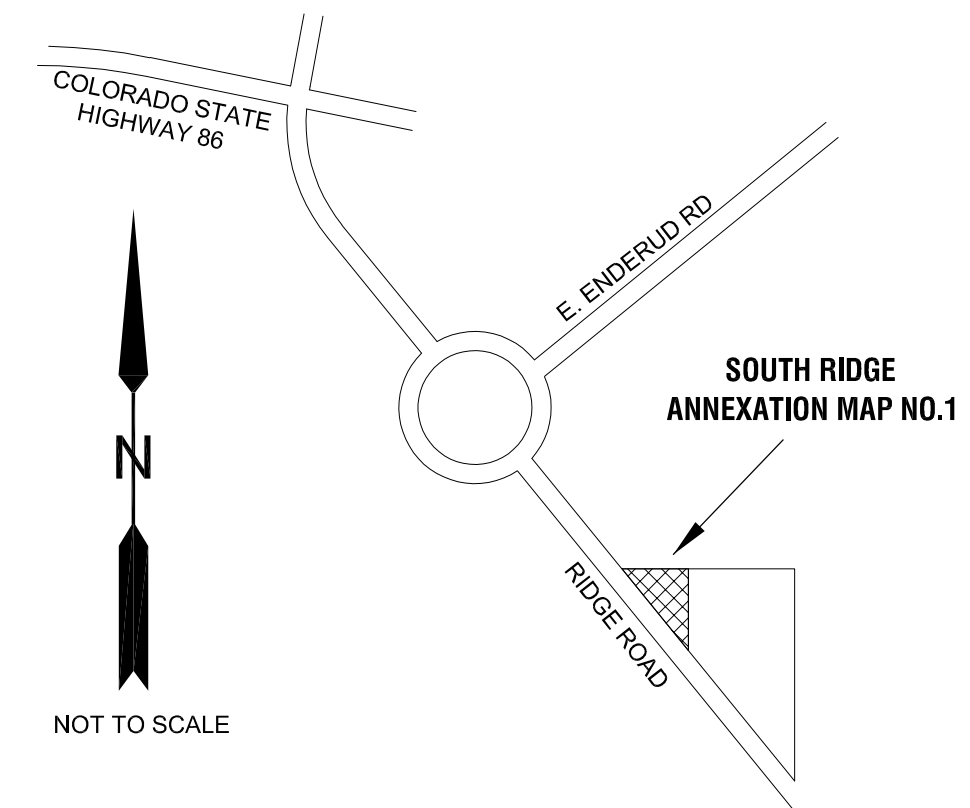 COLORADO STATE
HIGHWAY 86
E. ENDERUD RD
SOUTH RIDGE
ANNEXATION MAP NO.1
N
RIDGE ROAD
NOT TO SCALE